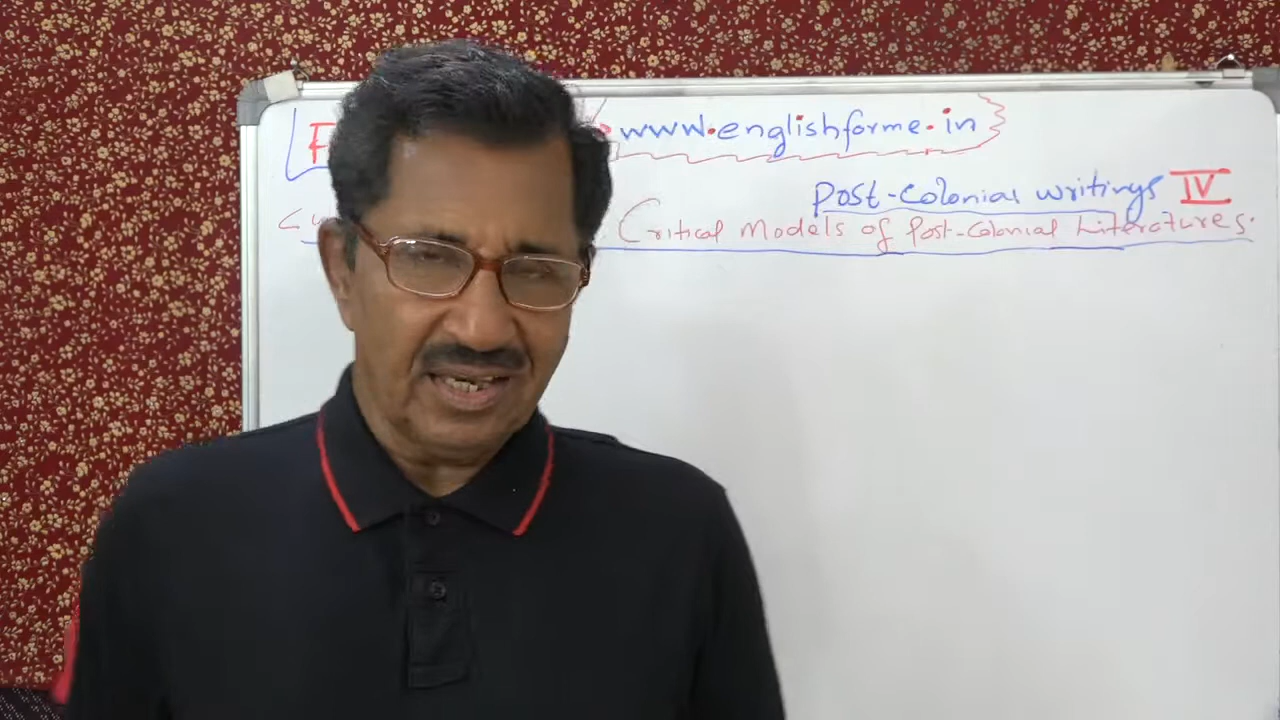 www.englishforme.in
Post-Colonial writings IV
Critical Models of Post-Colonial Literatures.